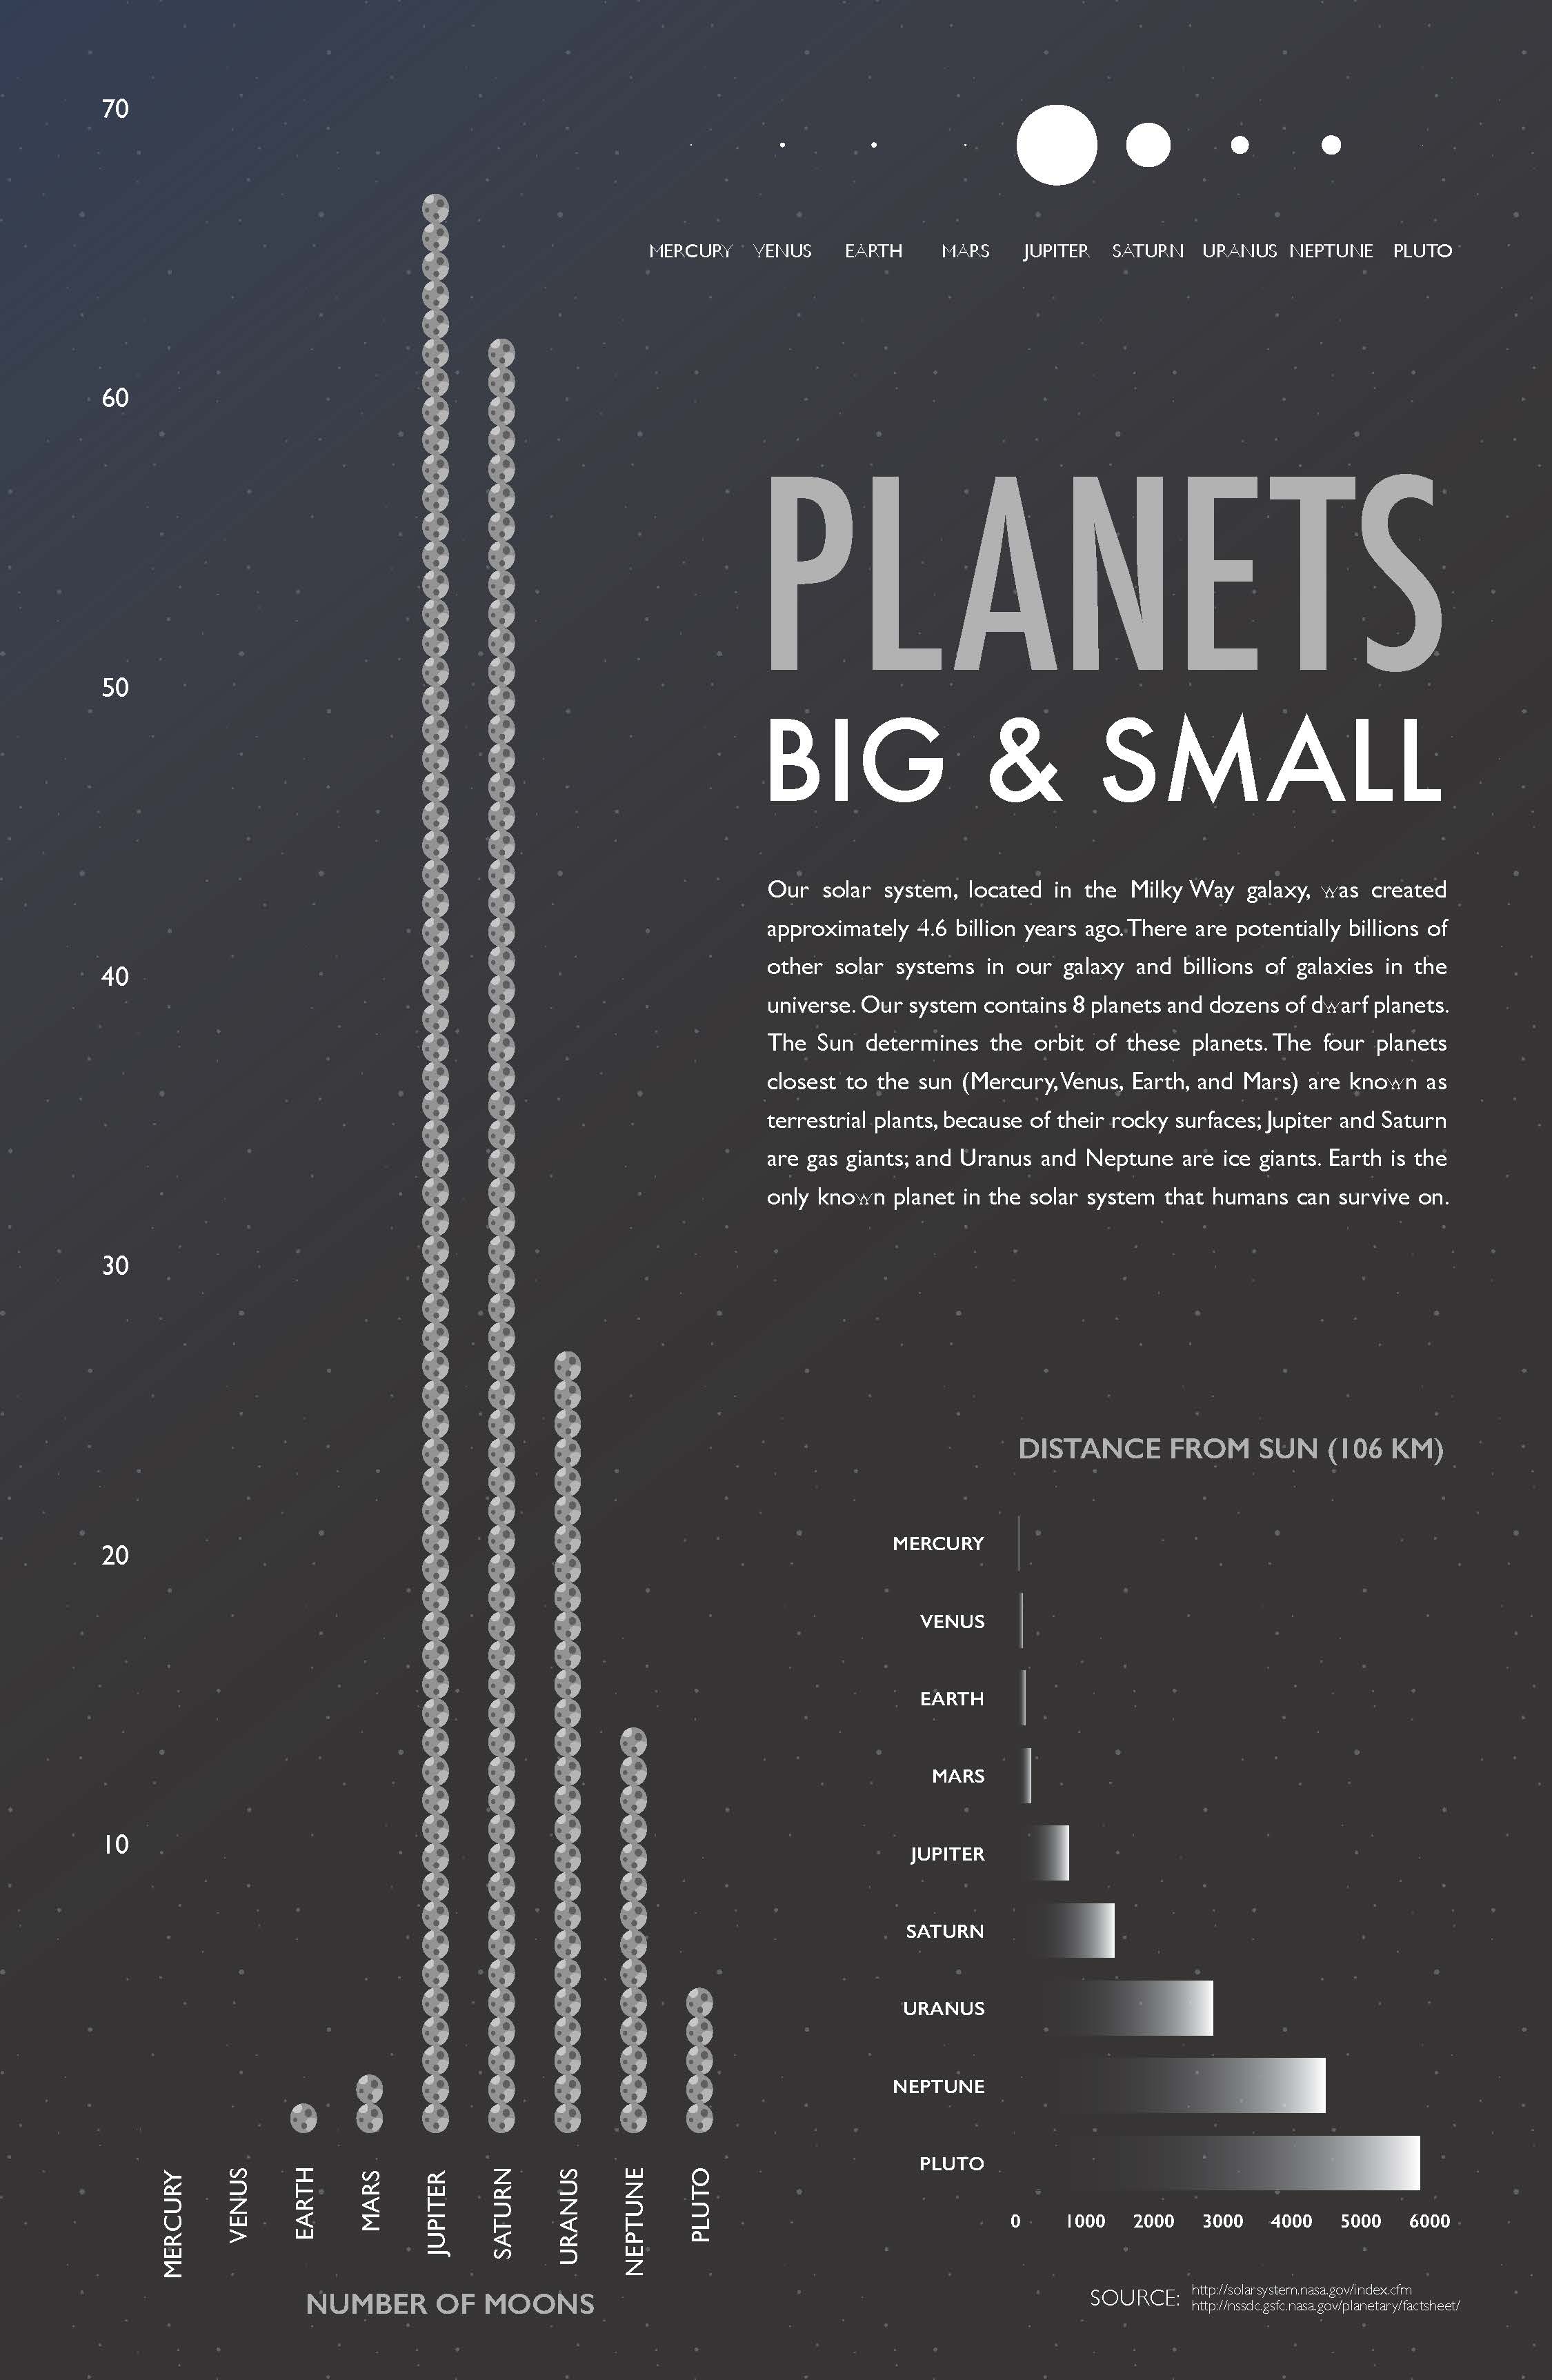 70
60
50
40
30
20
10
MERCURY VENUS EARTH MARS JUPITER SATURN URANUS NEPTUNE PLUTO
PLANETS
BIG & SMALL
Our solar system, located in the Milky Way galaxy, was created
approximately 4.6 billion years ago. There are potentially billions of
other solar systems in our galaxy and billions of galaxies in the
universe. Our system contains 8 planets and dozens of dwarf planets.
The Sun determines the orbit of these planets. The four planets
closest to the sun (Mercury, Venus, Earth, and Mars) are known as
terrestrial plants, because of their rocky surfaces; Jupiter and Saturn
are gas giants; and Uranus and Neptune are ice giants. Earth is the
only known planet in the solar system that humans can survive on.
DISTANCE FROM SUN (106 KM)
MERCURY
VENUS
EARTH
MARS
JUPITER
SATURN
URANUS
NEPTUNE
PLUTO
0 1000 2000 3000 4000 5000 6000
MERCURY
VENUS
EARTH
MARS
JUPITER
SATURN
URANUS
NEPTUNE
PLUTO
NUMBER OF MOONS
SOURCE: http://solarsystem.nasa.gov/index.cfm
http://nssdc.gsfc.nasa.gov/planetary/factsheet/